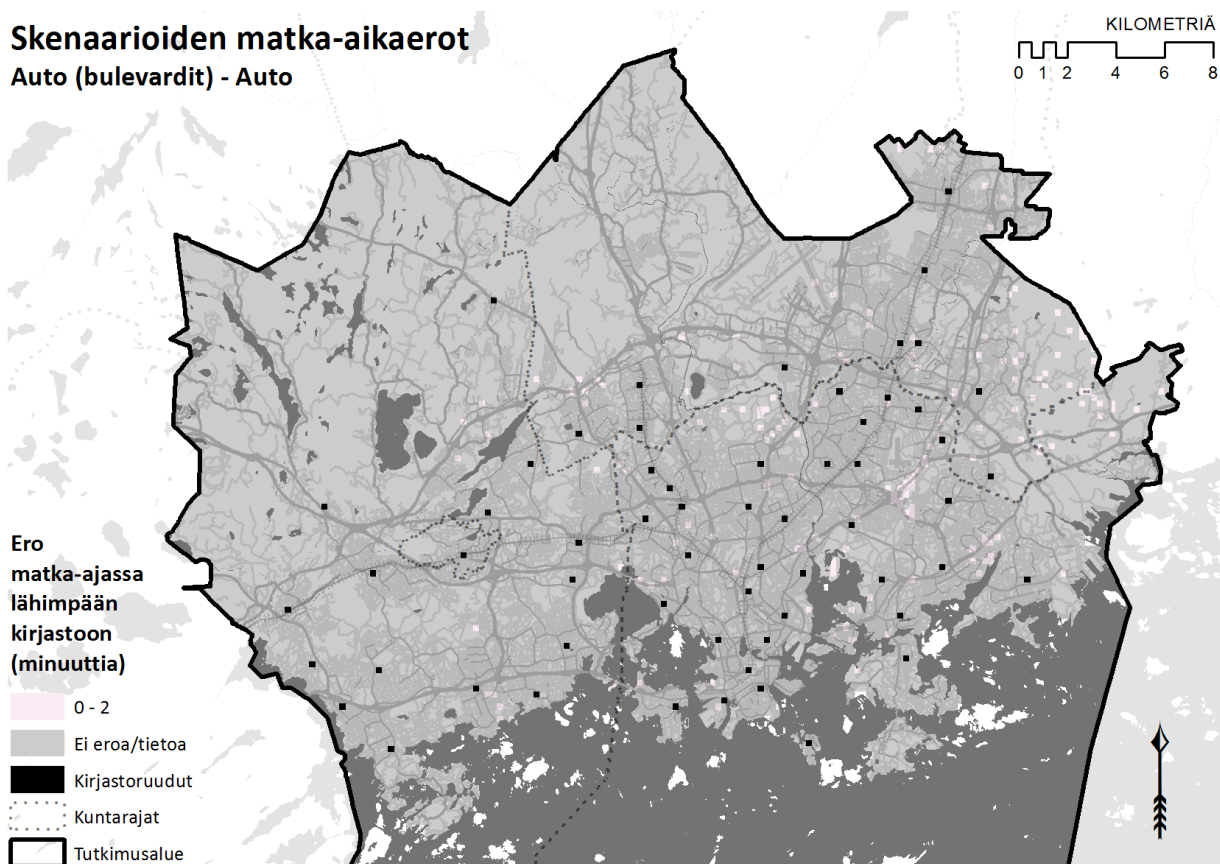 Skenaarioiden matka-aikaerot
Auto (bulevardit) - Auto
KILOMETRIÄ
0 1 2 4 6 8
Ero
matka-ajassa
lähimpään
kirjastoon
(minuuttia)
0 - 2
Ei eroa/tietoa
Kirjastoruudut
Kuntarajat
Tutkimusalue